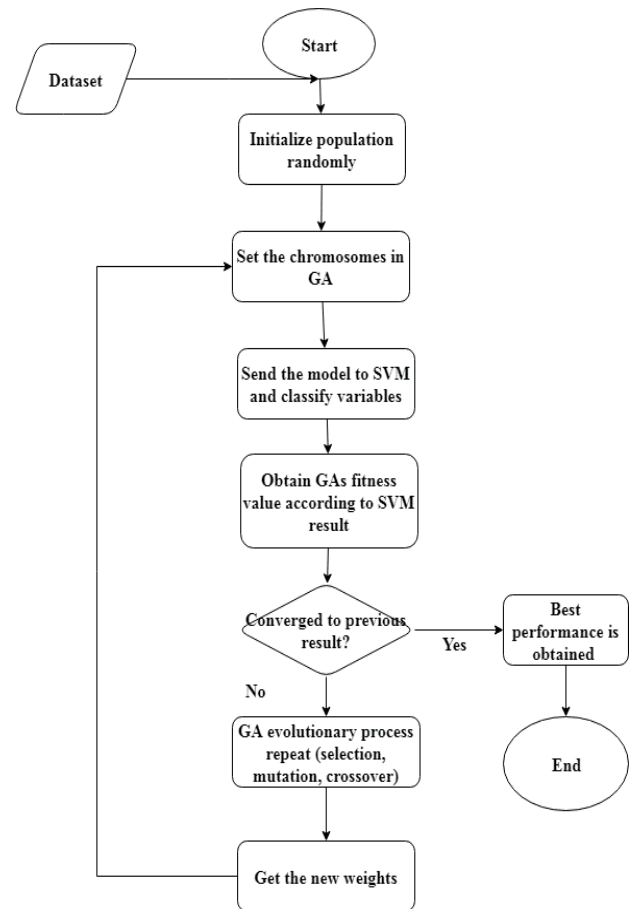 Start
Dataset
Initialize population
randomly
Set the chromosomes in
GA
Send the model to SVM
and classify variables
Obtain GAs fitness
value according to SVM
result
Converged to previous
result?
Yes
Best
performance is
obtained
No
GA evolutionary process
repeat (selection,
mutation, crossover)
End
Get the new weights